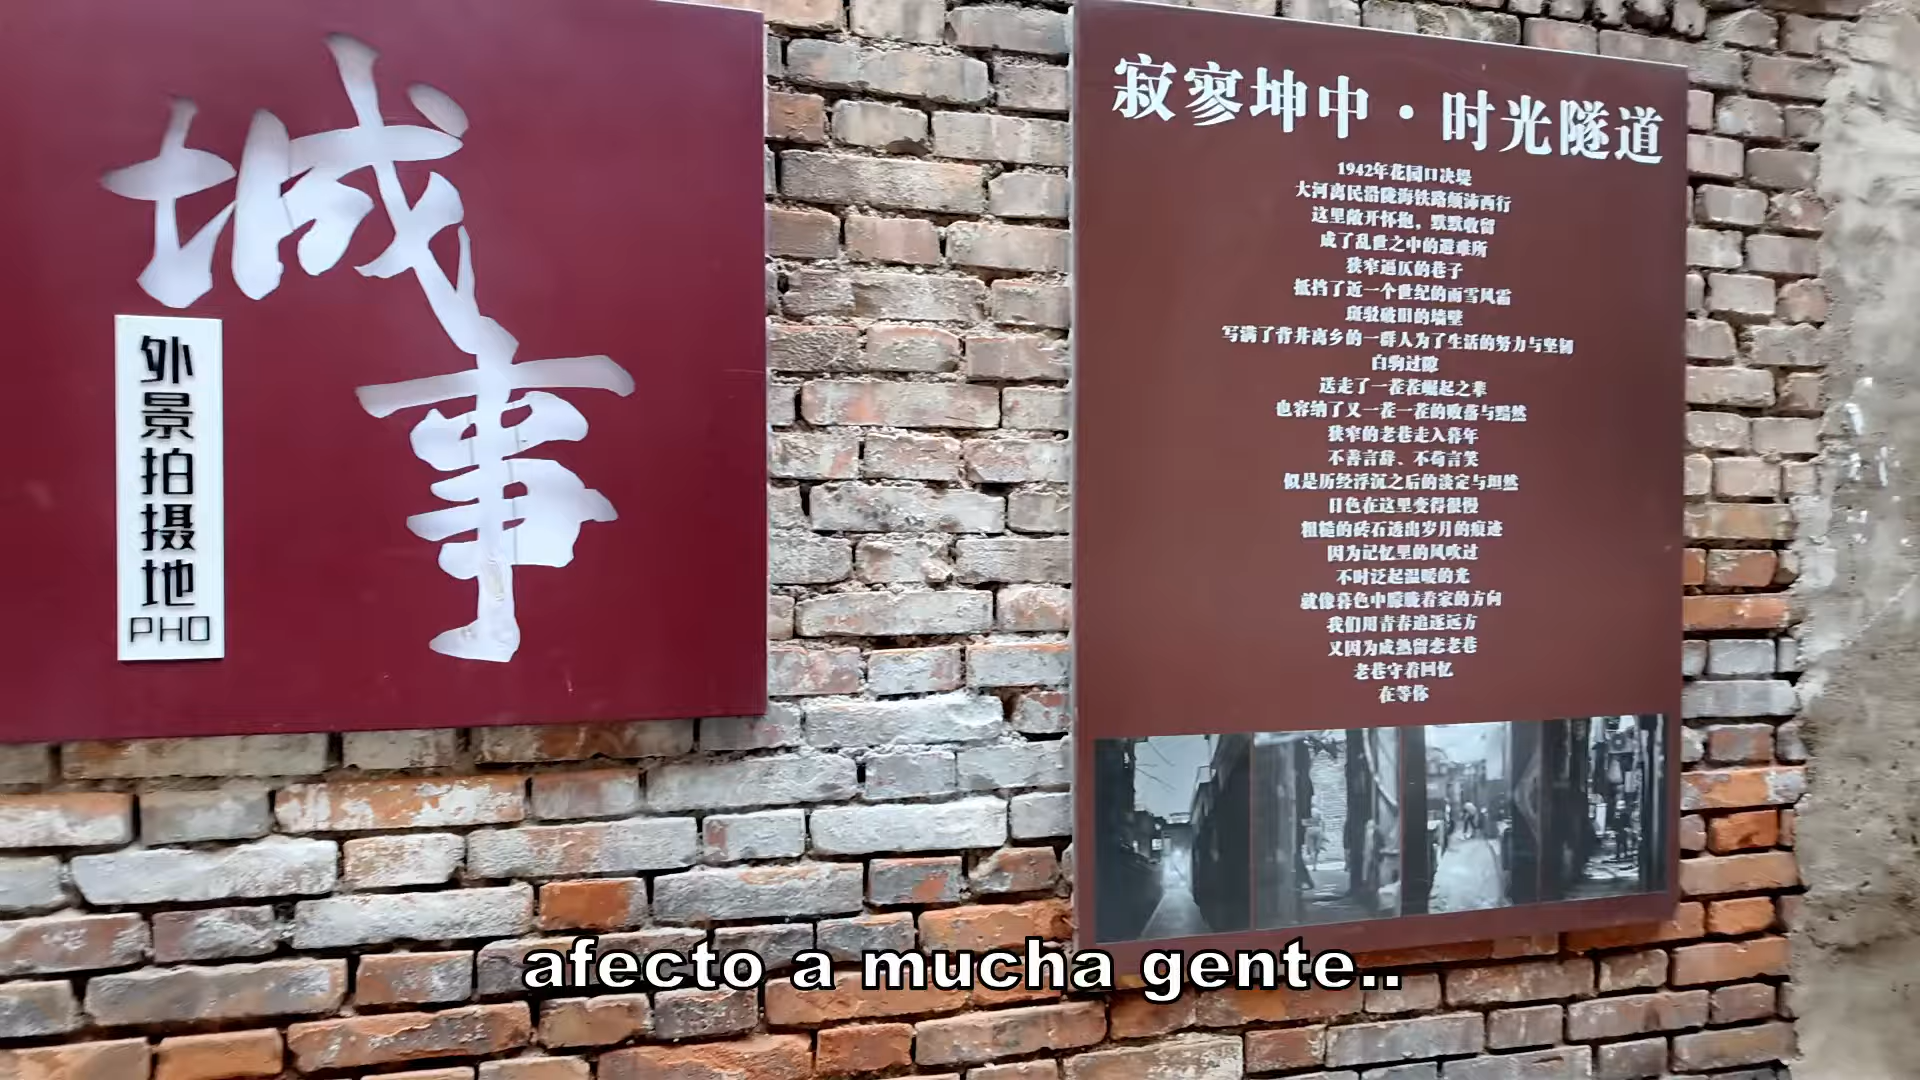 城事
外景拍摄地
PHO
寂寥坤中·时光隧道
1942年花园口决堤
大河离民沿陇海铁路颠沛西行
这里敞开怀抱，默默收留
成了乱世之中的避难所
狭窄逼仄的巷子
抵挡了近一个世纪的雨雪风霜
斑驳破旧的墙壁
写满了背井离乡的一群人为了生活的努力与坚韧
白驹过隙
送走了一茬茬崛起之辈
也容纳了又一茬一茬的败落与黯然
狭窄的老巷走入暮年
不善言辞、不苟言笑
似是历经浮沉之后的淡定与坦然
日色在这里变得很慢
粗糙的砖石透出岁月的痕迹
因为记忆里的风吹过
不时泛起温暖的光
就像暮色中朦胧着家的方向
我们用青春追逐远方
又因为成熟留恋老巷
老巷守着回忆
在等你
afecto a mucha gente..